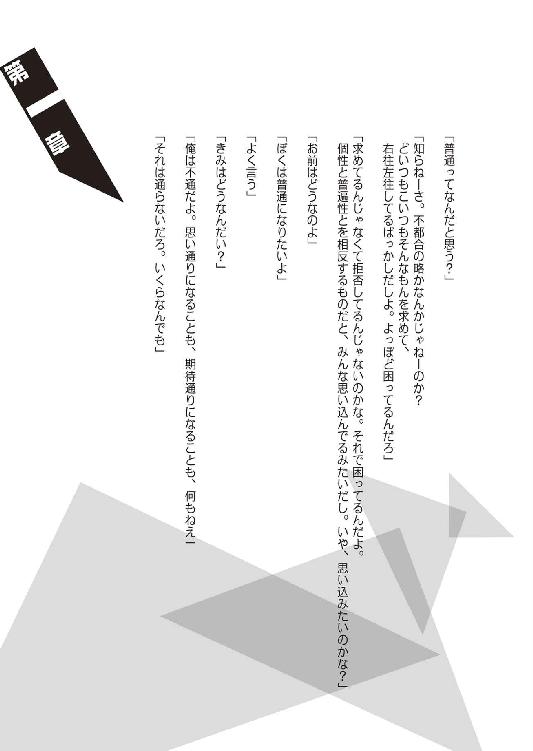 第一章
「普通ってなんだと思う？」
「知らねーさ。不都合の略かなんかじゃねーのか？
どいつもこいつもそんなもんを求めて、
右往左往してるばっかしだしよ。よっぽど困ってるんだろ」
「求めてるんじゃなくて拒否してるんじゃないのかな。それで困ってるんだよ。
個性と普遍性とを相反するものだと、みんな思い込んでるみたいだし。いや、思い込みたいのかな？」
「お前はどうなのよ」
「ぼくは普通になりたいよ」
「よく言う」
「きみはどうなんだい？」
「俺は不通だよ。思い通りになることも、期待通りになることも、何もねえ」
「それは通らないだろ。いくらなんでも」